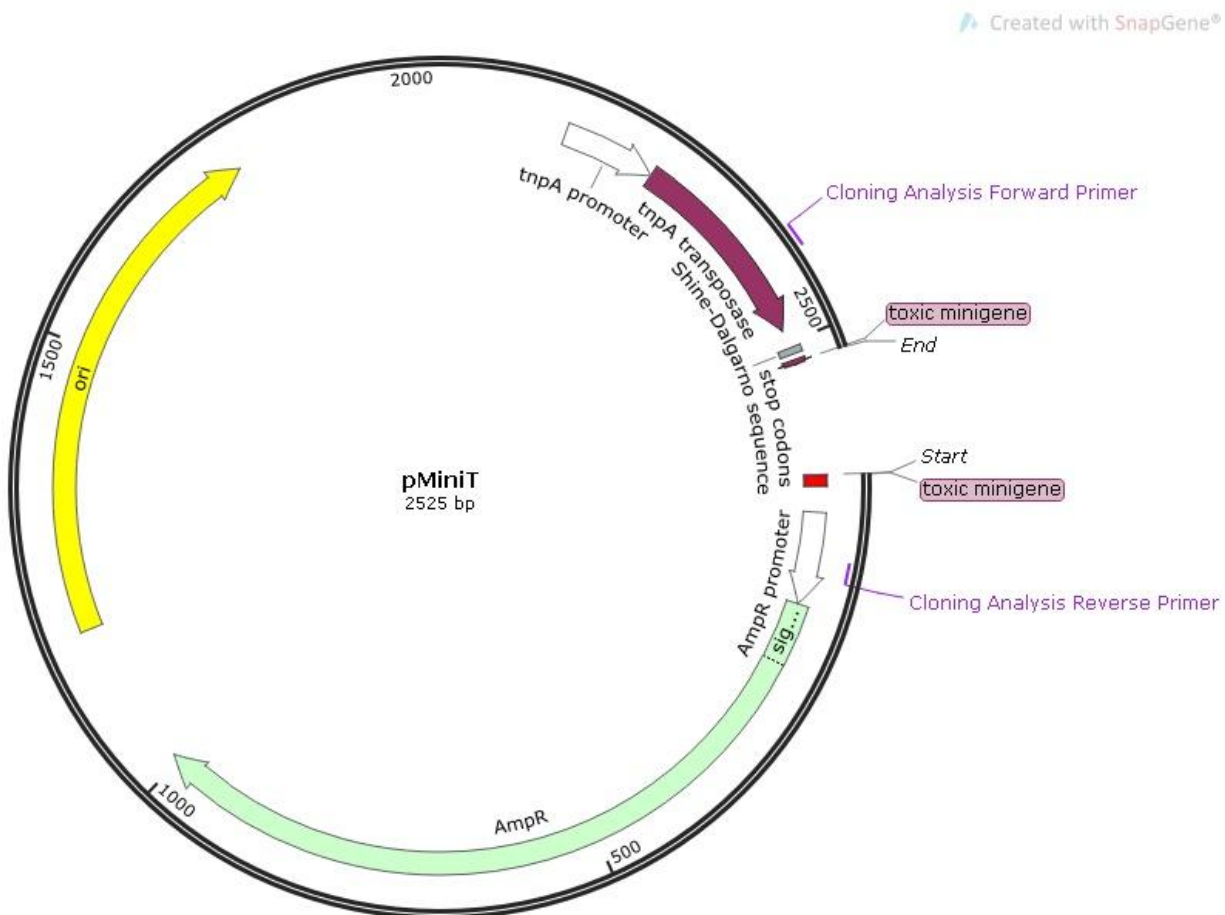 Created with SnapGene®
2000
tnpA promoter
tnpA transposase
Cloning Analysis Forward Primer
2500
toxic minigene
End
Shine-Dalgarno sequence
stop codons
1500
ori
pMiniT
2525 bp
Start
toxic minigene
AmpR promoter
Cloning Analysis Reverse Primer
sig...
1000
AmpR
500